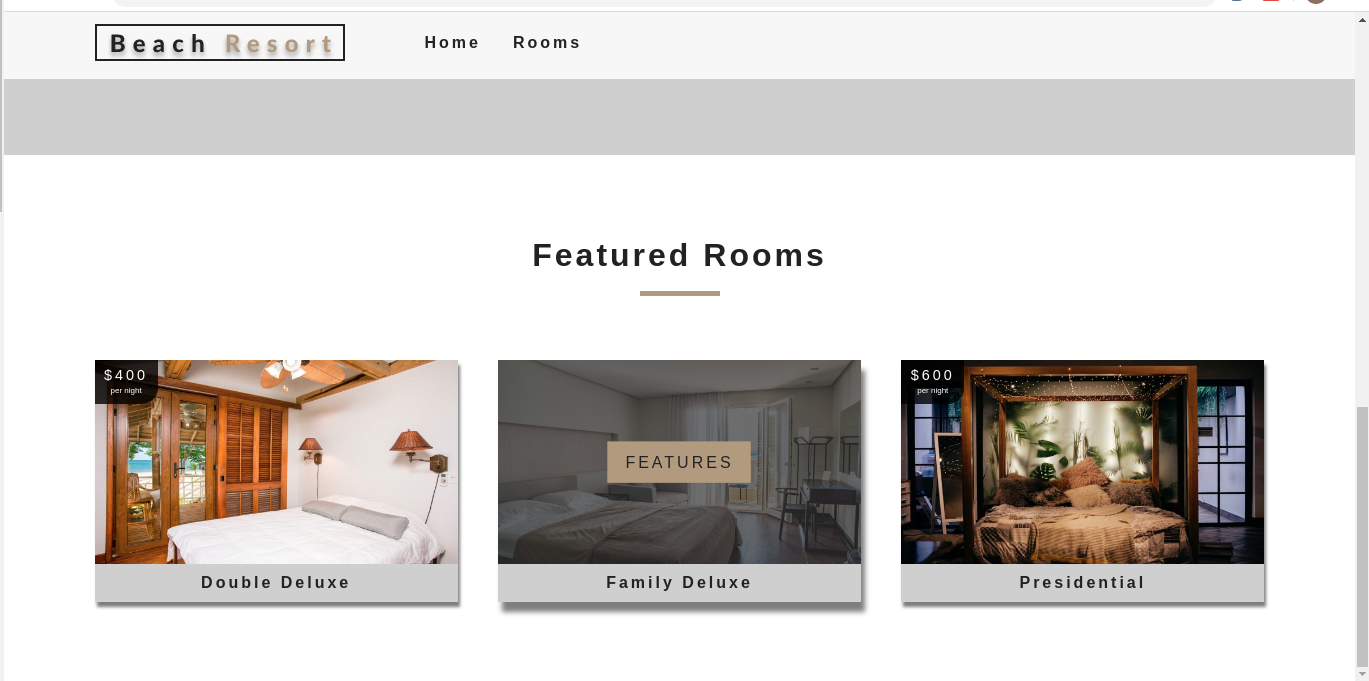 Beach Resort
Home Rooms
Featured Rooms
$400
per night
FEATURES
$600
per night
Double Deluxe
Family Deluxe
Presidential